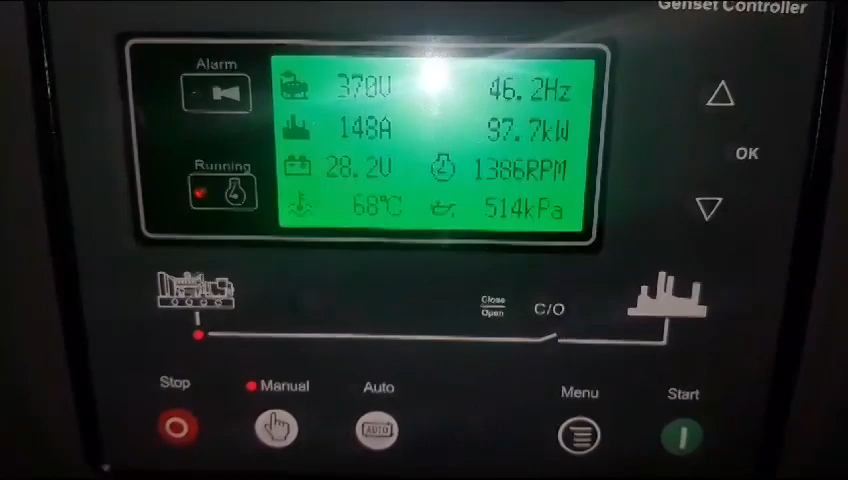 Genset Controller
Alarm
370V 46.2Hz
148A 97.7kW
Running
28.2V 1386RPM
68°C 514kPa
OK
Close
Open
C/O
Stop
Manual
Auto
AUTO
Menu
Start